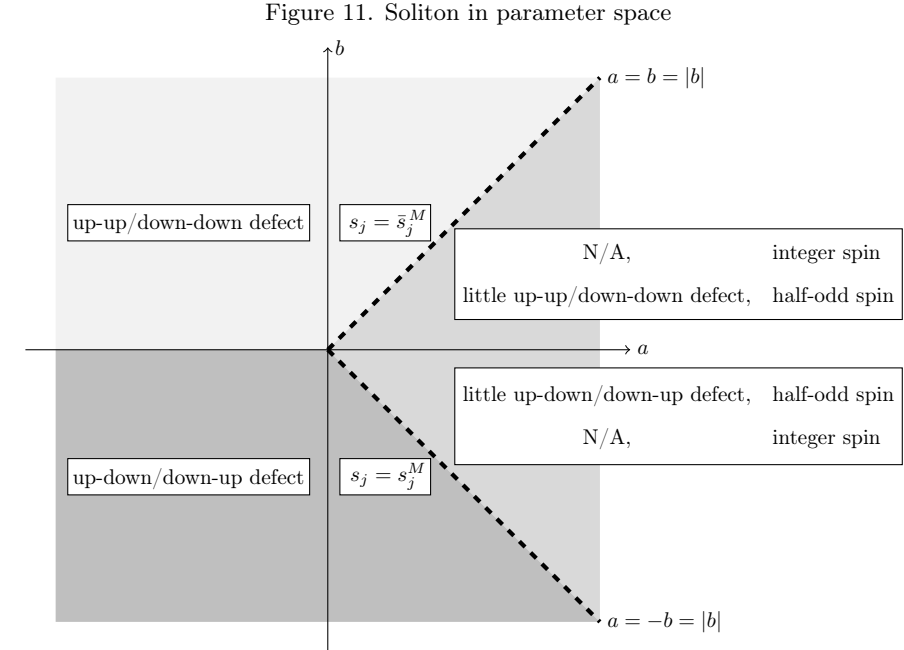 Figure 11. Soliton in parameter space
b
a = b = |b|
up-up/down-down defect
s_j = \bar{s}_j^M
N/A, integer spin
little up-up/down-down defect, half-odd spin
a
little up-down/down-up defect, half-odd spin
N/A, integer spin
up-down/down-up defect
s_j = s_j^M
a = −b = |b|